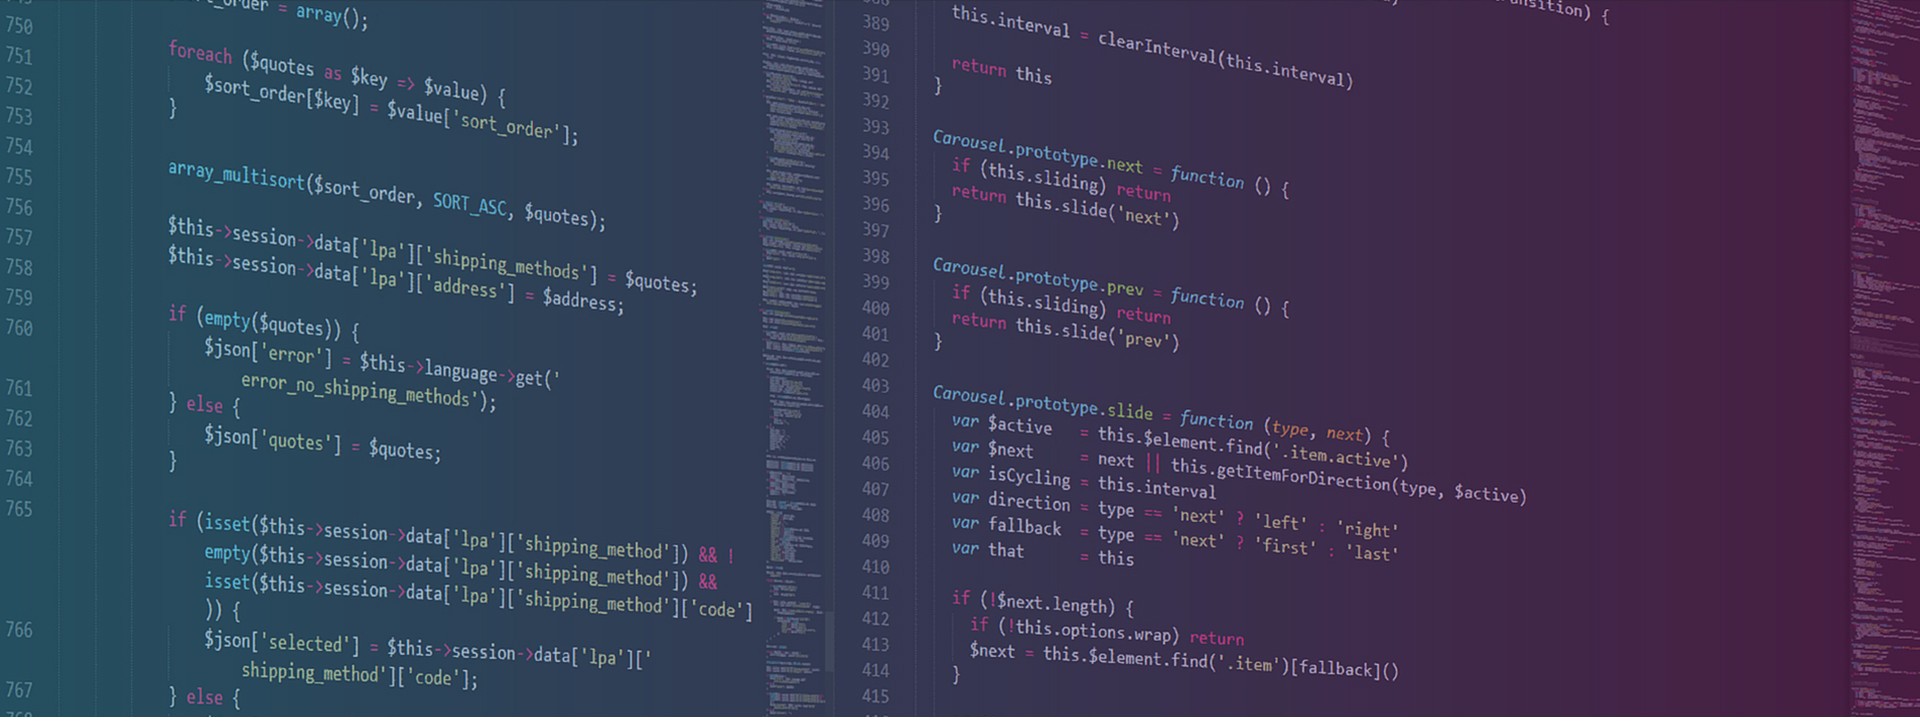 750
751
752
753
754
755
756
757
758
759
760
761
762
763
764
765
766
767
= array();
foreach ($quotes as $key => $value) {
$sort_order[$key] = $value['sort_order'];
}
array_multisort($sort_order, SORT_ASC, $quotes);
$this->session->data['lpa']['shipping_methods'] = $quotes;
$this->session->data['lpa']['address'] = $address;
if (empty($quotes)) {
$json['error'] = $this->language->get('
error_no_shipping_methods');
} else {
$json['quotes'] = $quotes;
}
if (isset($this->session->data['lpa']['shipping_method']) && !
empty($this->session->data['lpa']['shipping_method']) &&
isset($this->session->data['lpa']['shipping_method']['code']
)) {
$json['selected'] = $this->session->data['lpa']['
shipping_method']['code'];
} else {
389
390
391
392
393
394
395
396
397
398
399
400
401
402
403
404
405
406
407
408
409
410
411
412
413
414
415
) {
this.interval = clearInterval(this.interval)
return this
}
Carousel.prototype.next = function () {
if (this.sliding) return
return this.slide('next')
}
Carousel.prototype.prev = function () {
if (this.sliding) return
return this.slide('prev')
}
Carousel.prototype.slide = function (type, next) {
var $active = this.$element.find('.item.active')
var $next = next || this.getItemForDirection(type, $active)
var isCycling = this.interval
var direction = type == 'next' ? 'left' : 'right'
var fallback = type == 'next' ? 'first' : 'last'
var that = this
if (!$next.length) {
if (!this.options.wrap) return
$next = this.$element.find('.item')[fallback]()
}